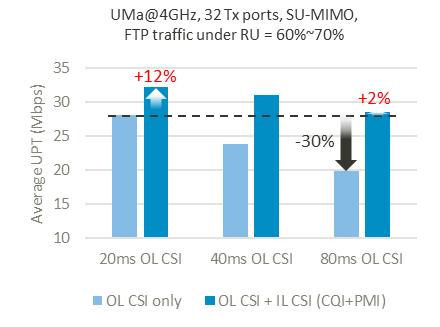 UMa@4GHz, 32 Tx ports, SU-MIMO,
FTP traffic under RU = 60%~70%
Average UPT (Mbps)
35
30
25
20
15
10
+12%
+2%
-30%
20ms OL CSI
40ms OL CSI
80ms OL CSI
OL CSI only
OL CSI + IL CSI (CQI+PMI)